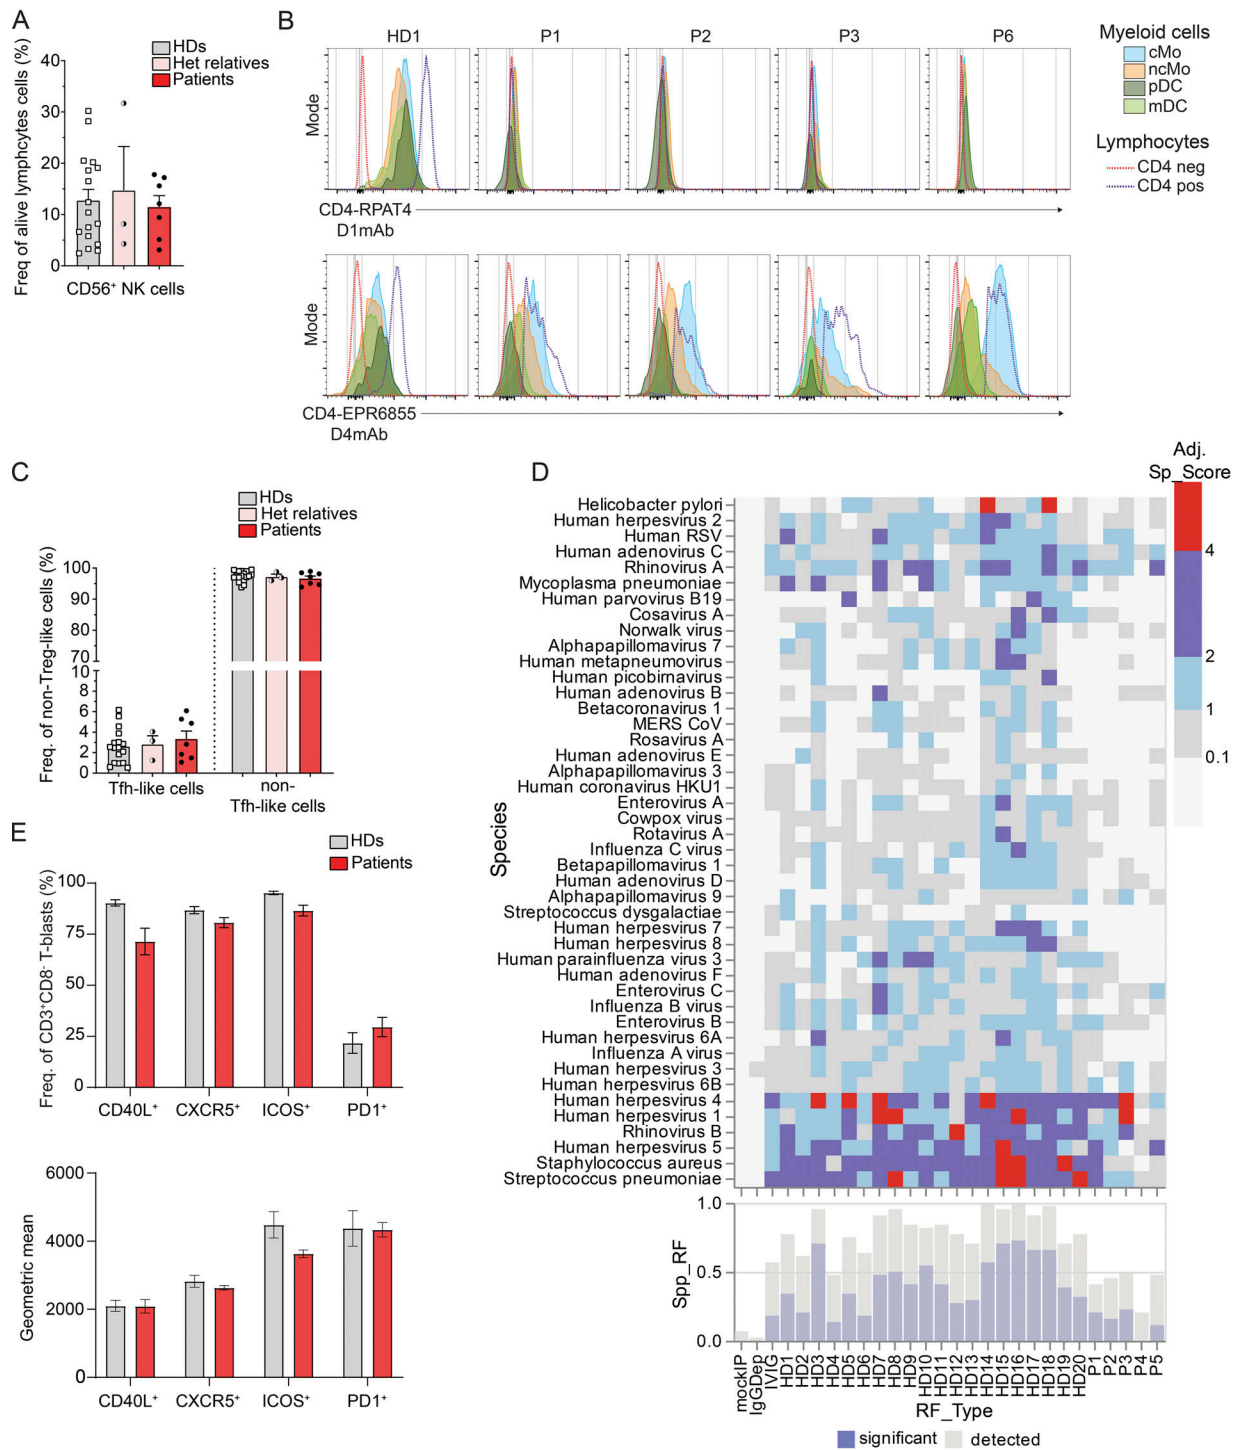 A
HDs
Het relatives
Patients
Freq of alive lymphocytes cells (%)
40
30
20
10
0
CD56⁺ NK cells
B
HD1
P1
P2
P3
P6
Mode
CD4-RPAT4
D1mAb
Mode
CD4-EPR6855
D4mAb
Myeloid cells
cMo
ncMo
pDC
mDC
Lymphocytes
CD4 neg
CD4 pos
C
HDs
Het relatives
Patients
Freq. of non-Treg-like cells (%)
100
90
80
70
10
8
6
4
2
0
Tfh-like cells
non-
Tfh-like cells
D
Adj.
Sp_Score
4
2
1
0.1
Species
Helicobacter pylori
Human herpesvirus 2
Human RSV
Human adenovirus C
Rhinovirus A
Mycoplasma pneumoniae
Human parvovirus B19
Cosavirus A
Norwalk virus
Alphapapillomavirus 7
Human metapneumovirus
Human picobirnavirus
Human adenovirus B
Betacoronavirus 1
MERS CoV
Rosavirus A
Human adenovirus E
Alphapapillomavirus 3
Human coronavirus HKU1
Enterovirus A
Cowpox virus
Rotavirus A
Influenza C virus
Betapapillomavirus 1
Human adenovirus D
Alphapapillomavirus 9
Streptococcus dysgalactiae
Human herpesvirus 7
Human herpesvirus 8
Human parainfluenza virus 3
Human adenovirus F
Enterovirus C
Influenza B virus
Enterovirus B
Human herpesvirus 6A
Influenza A virus
Human herpesvirus 3
Human herpesvirus 6B
Human herpesvirus 4
Human herpesvirus 1
Rhinovirus B
Human herpesvirus 5
Staphylococcus aureus
Streptococcus pneumoniae
Spp_RF
1.0
0.5
0.0
mockIP
IgGDep
IVIG
HD1
HD2
HD3
HD4
HD5
HD6
HD7
HD8
HD9
HD10
HD11
HD12
HD13
HD14
HD15
HD16
HD17
HD18
HD19
HD20
P1
P2
P3
P4
P5
RF_Type
significant
detected
E
HDs
Patients
Freq. of CD3⁺CD8⁻ T-blasts (%)
100
75
50
25
0
CD40L⁺
CXCR5⁺
ICOS⁺
PD1⁺
Geometric mean
6000
4000
2000
0
CD40L⁺
CXCR5⁺
ICOS⁺
PD1⁺